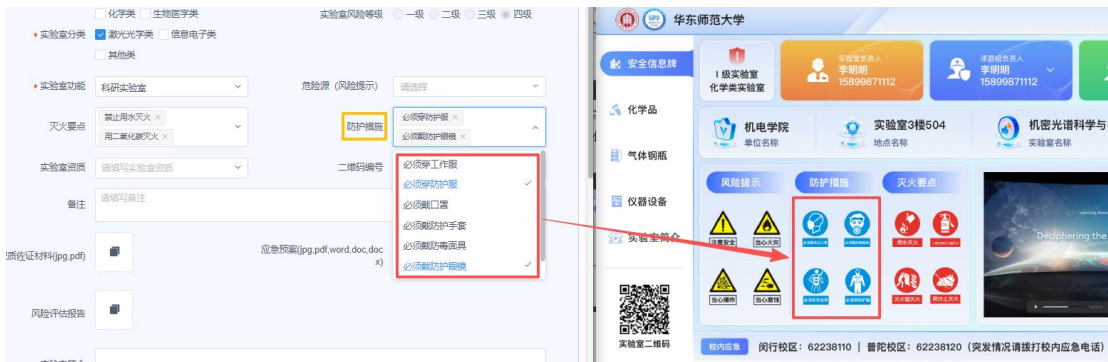 化学类 生物医学类
实验室风险等级 一级 二级 三级 四级
* 实验室分类 激光光学类 信息电子类
其他类
* 实验室功能 科研实验室
危险源（风险提示） 请选择
灭火要点 禁止用水灭火 ×
用二氧化碳灭火 ×
防护措施 必须穿防护服 ×
必须戴防护眼镜 ×
实验室资质 请填写实验室资质
二维码编号
必须穿工作服
必须穿防护服
必须戴口罩
必须戴防护手套
必须戴防毒面具
必须戴防护眼镜
备注 请填写备注
质佐证材料(jpg,pdf)
应急预案(jpg,pdf,word,doc,doc
x)
风险评估报告
华东师范大学
安全信息牌
化学品
气体钢瓶
仪器设备
实验室简介
实验室二维码
I 级实验室
化学类实验室
实验室负责人
李明明
15899871112
课题组负责人
李明明
15899871112
机电学院
单位名称
实验室3楼504
地点名称
机密光谱科学与
实验室名称
风险提示 防护措施 灭火要点
注意安全 当心火灾
当心爆炸 当心腐蚀
Deciphering the
校内应急 闵行校区：62238110 | 普陀校区：62238120（突发情况请拨打校内应急电话）